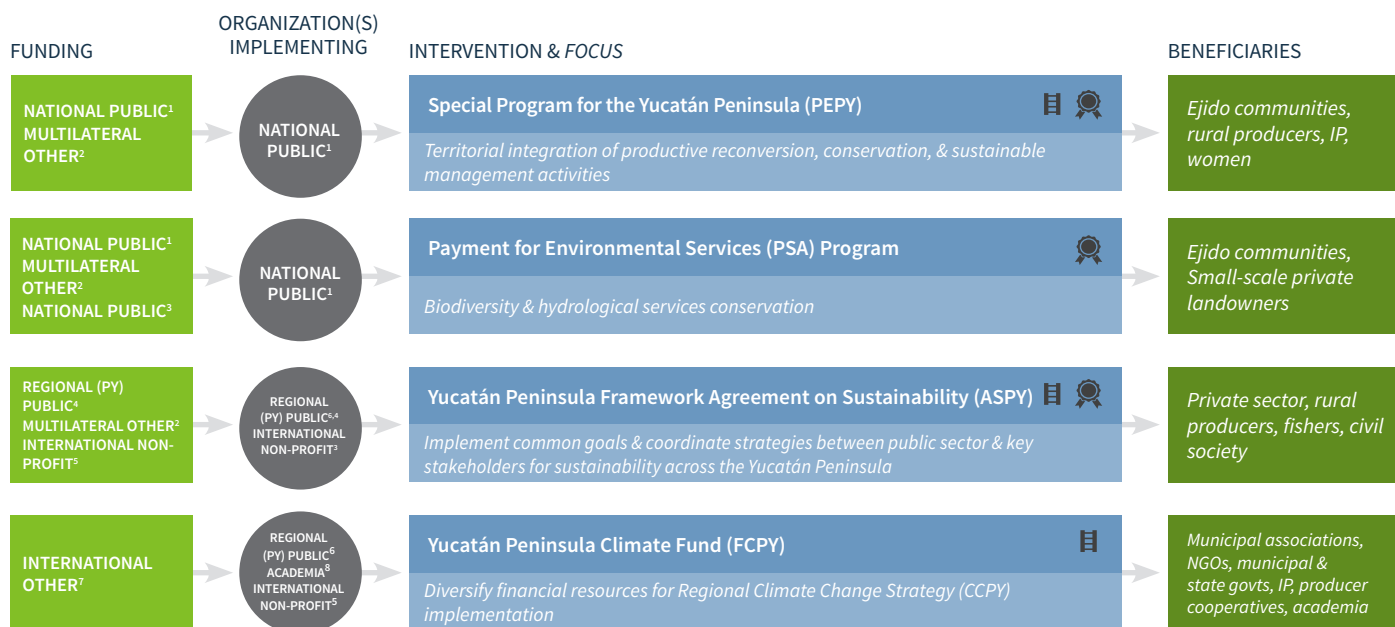 FUNDING
ORGANIZATION(S)
IMPLEMENTING
INTERVENTION & FOCUS
BENEFICIARIES
NATIONAL PUBLIC¹
MULTILATERAL
OTHER²
NATIONAL
PUBLIC¹
Special Program for the Yucatán Peninsula (PEPY)
Territorial integration of productive reconversion, conservation, & sustainable
management activities
Ejido communities,
rural producers, IP,
women
NATIONAL PUBLIC¹
MULTILATERAL
OTHER²
NATIONAL PUBLIC³
NATIONAL
PUBLIC¹
Payment for Environmental Services (PSA) Program
Biodiversity & hydrological services conservation
Ejido communities,
Small-scale private
landowners
REGIONAL (PY)
PUBLIC⁴
MULTILATERAL OTHER²
INTERNATIONAL NON-
PROFIT⁵
REGIONAL
(PY) PUBLIC⁶,⁴
INTERNATIONAL
NON-PROFIT³
Yucatán Peninsula Framework Agreement on Sustainability (ASPY)
Implement common goals & coordinate strategies between public sector & key
stakeholders for sustainability across the Yucatán Peninsula
Private sector, rural
producers, fishers, civil
society
INTERNATIONAL
OTHER⁷
REGIONAL
(PY) PUBLIC⁶
ACADEMIA⁸
INTERNATIONAL
NON-PROFIT⁵
Yucatán Peninsula Climate Fund (FCPY)
Diversify financial resources for Regional Climate Change Strategy (CCPY)
implementation
Municipal associations,
NGOs, municipal &
state govts, IP, producer
cooperatives, academia